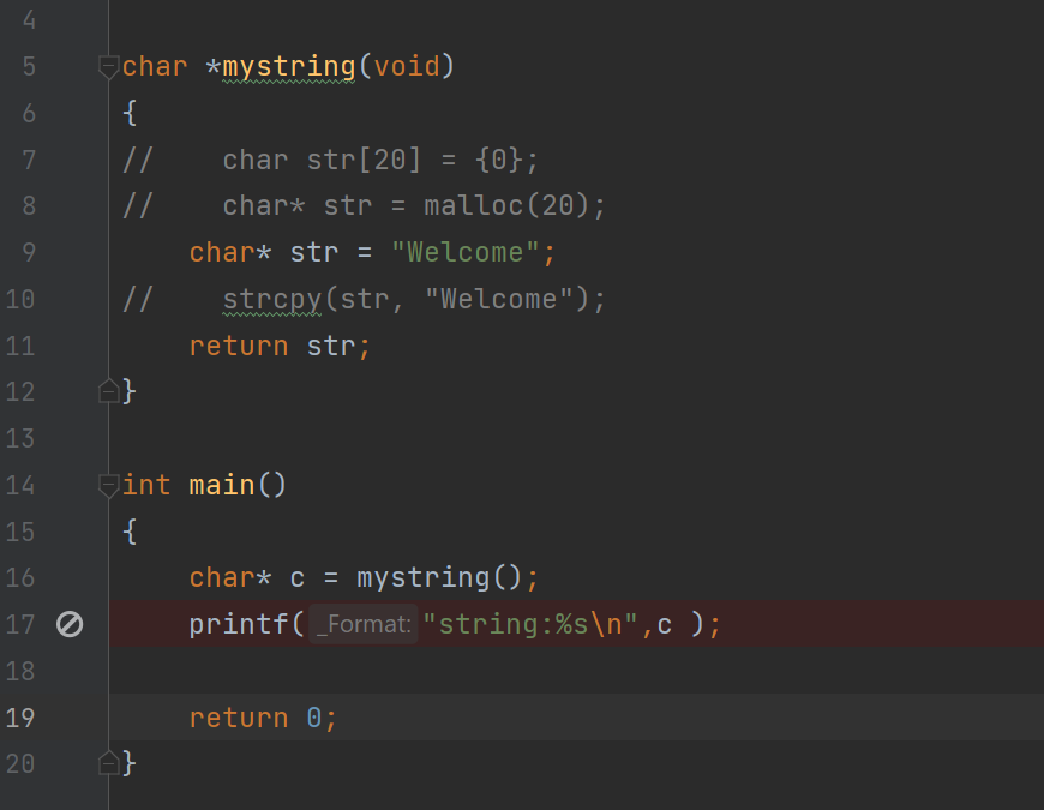 4
5 char *mystring(void)
6 {
7 //    char str[20] = {0};
8 //    char* str = malloc(20);
9     char* str = "Welcome";
10 //    strcpy(str, "Welcome");
11     return str;
12 }
13
14 int main()
15 {
16     char* c = mystring();
17     printf( _Format: "string:%s\n",c );
18
19     return 0;
20 }